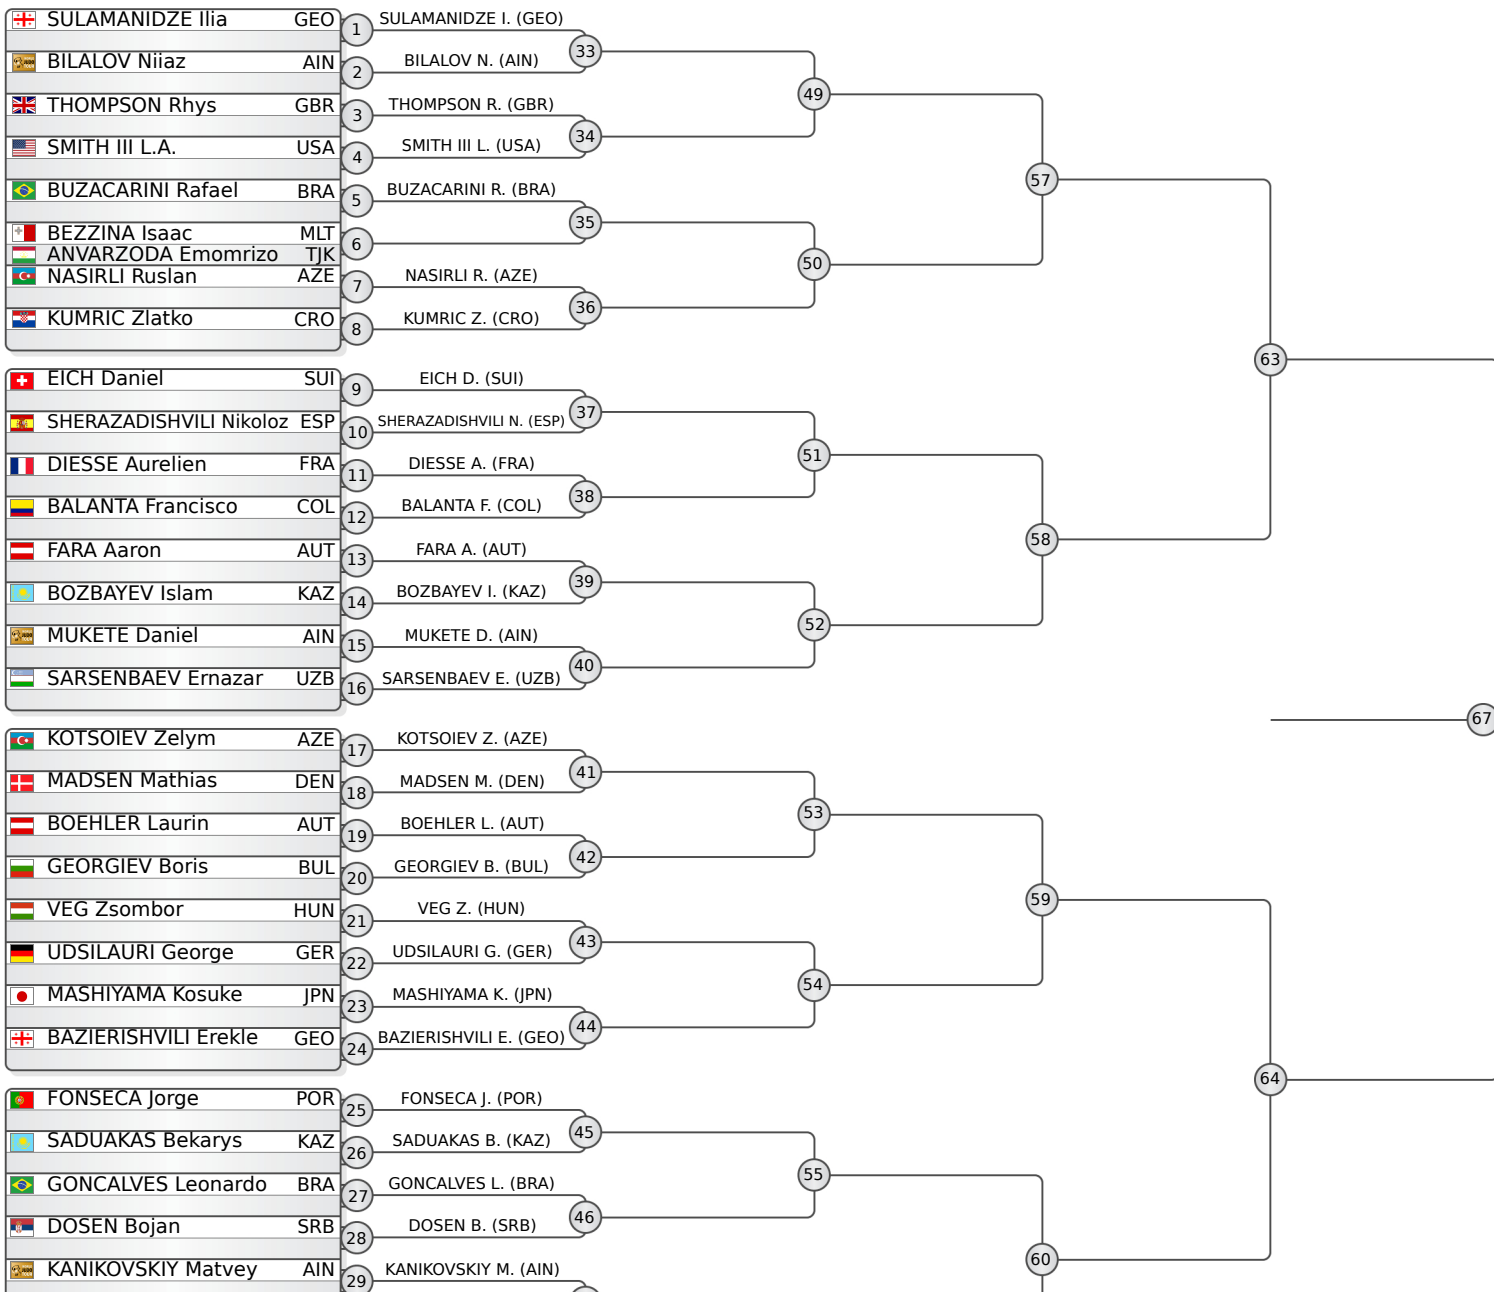 SULAMANIDZE Ilia GEO 1 SULAMANIDZE I. (GEO)
33
BILALOV Niiaz AIN 2 BILALOV N. (AIN)
49
THOMPSON Rhys GBR 3 THOMPSON R. (GBR)
34
SMITH III L.A. USA 4 SMITH III L. (USA)
57
BUZACARINI Rafael BRA 5 BUZACARINI R. (BRA)
35
BEZZINA Isaac MLT
6
ANVARZODA Emomrizo TJK
50
NASIRLI Ruslan AZE 7 NASIRLI R. (AZE)
36
KUMRIC Zlatko CRO 8 KUMRIC Z. (CRO)
63
EICH Daniel SUI 9 EICH D. (SUI)
37
SHERAZADISHVILI Nikoloz ESP 10 SHERAZADISHVILI N. (ESP)
51
DIESSE Aurelien FRA 11 DIESSE A. (FRA)
38
BALANTA Francisco COL 12 BALANTA F. (COL)
58
FARA Aaron AUT 13 FARA A. (AUT)
39
BOZBAYEV Islam KAZ 14 BOZBAYEV I. (KAZ)
52
MUKETE Daniel AIN 15 MUKETE D. (AIN)
40
SARSENBAEV Ernazar UZB 16 SARSENBAEV E. (UZB)
67
KOTSOIEV Zelym AZE 17 KOTSOIEV Z. (AZE)
41
MADSEN Mathias DEN 18 MADSEN M. (DEN)
53
BOEHLER Laurin AUT 19 BOEHLER L. (AUT)
42
GEORGIEV Boris BUL 20 GEORGIEV B. (BUL)
59
VEG Zsombor HUN 21 VEG Z. (HUN)
43
UDSILAURI George GER 22 UDSILAURI G. (GER)
54
MASHIYAMA Kosuke JPN 23 MASHIYAMA K. (JPN)
44
BAZIERISHVILI Erekle GEO 24 BAZIERISHVILI E. (GEO)
64
FONSECA Jorge POR 25 FONSECA J. (POR)
45
SADUAKAS Bekarys KAZ 26 SADUAKAS B. (KAZ)
55
GONCALVES Leonardo BRA 27 GONCALVES L. (BRA)
46
DOSEN Bojan SRB 28 DOSEN B. (SRB)
60
KANIKOVSKIY Matvey AIN 29 KANIKOVSKIY M. (AIN)